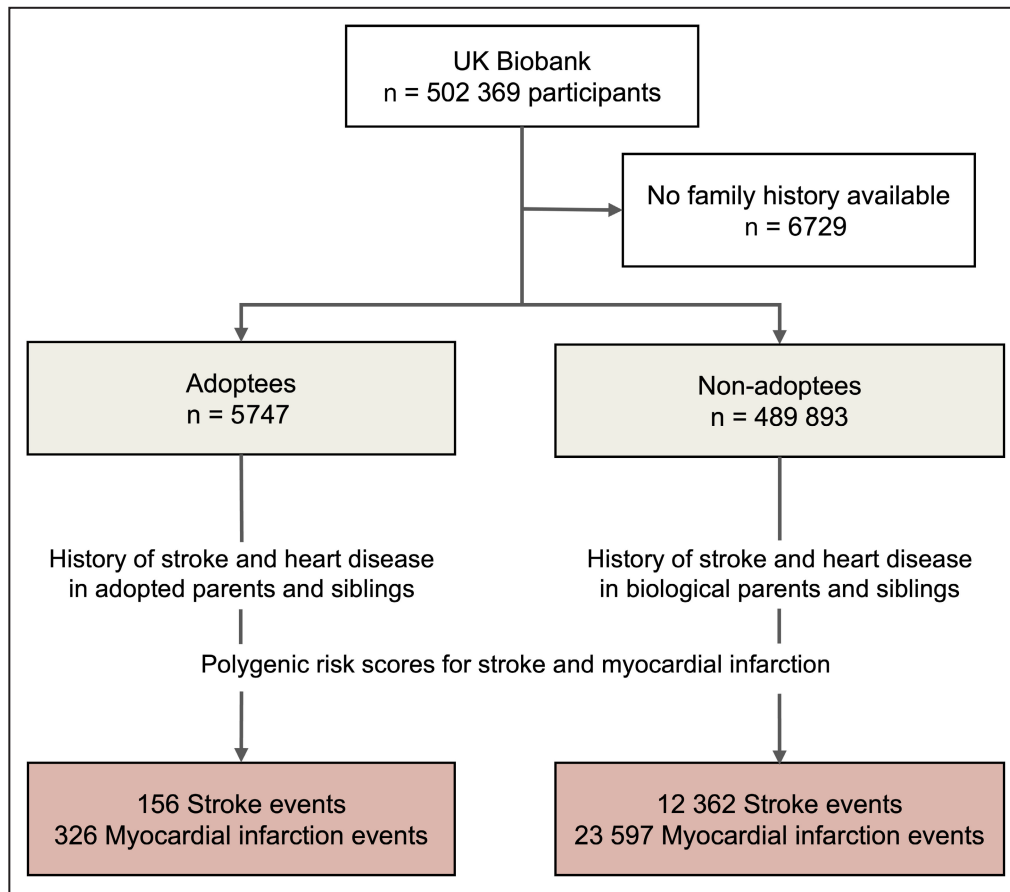 UK Biobank
n = 502 369 participants
No family history available
n = 6729
Adoptees
n = 5747
Non-adoptees
n = 489 893
History of stroke and heart disease
in adopted parents and siblings
History of stroke and heart disease
in biological parents and siblings
Polygenic risk scores for stroke and myocardial infarction
156 Stroke events
326 Myocardial infarction events
12 362 Stroke events
23 597 Myocardial infarction events